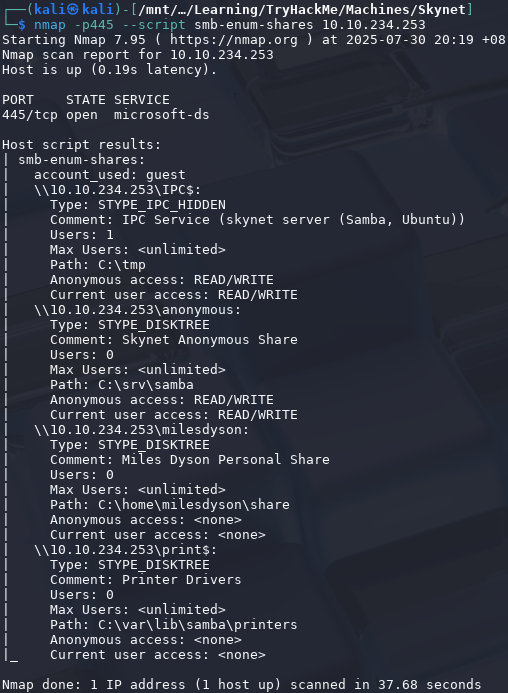 ┌──(kali㉿kali)-[/mnt/…/Learning/TryHackMe/Machines/Skynet]
└─$ nmap -p445 --script smb-enum-shares 10.10.234.253
Starting Nmap 7.95 ( https://nmap.org ) at 2025-07-30 20:19 +08
Nmap scan report for 10.10.234.253
Host is up (0.19s latency).

PORT    STATE SERVICE
445/tcp open  microsoft-ds

Host script results:
| smb-enum-shares:
|   account_used: guest
|   \\10.10.234.253\IPC$:
|     Type: STYPE_IPC_HIDDEN
|     Comment: IPC Service (skynet server (Samba, Ubuntu))
|     Users: 1
|     Max Users: <unlimited>
|     Path: C:\tmp
|     Anonymous access: READ/WRITE
|     Current user access: READ/WRITE
|   \\10.10.234.253\anonymous:
|     Type: STYPE_DISKTREE
|     Comment: Skynet Anonymous Share
|     Users: 0
|     Max Users: <unlimited>
|     Path: C:\srv\samba
|     Anonymous access: READ/WRITE
|     Current user access: READ/WRITE
|   \\10.10.234.253\milesdyson:
|     Type: STYPE_DISKTREE
|     Comment: Miles Dyson Personal Share
|     Users: 0
|     Max Users: <unlimited>
|     Path: C:\home\milesdyson\share
|     Anonymous access: <none>
|     Current user access: <none>
|   \\10.10.234.253\print$:
|     Type: STYPE_DISKTREE
|     Comment: Printer Drivers
|     Users: 0
|     Max Users: <unlimited>
|     Path: C:\var\lib\samba\printers
|     Anonymous access: <none>
|_    Current user access: <none>

Nmap done: 1 IP address (1 host up) scanned in 37.68 seconds